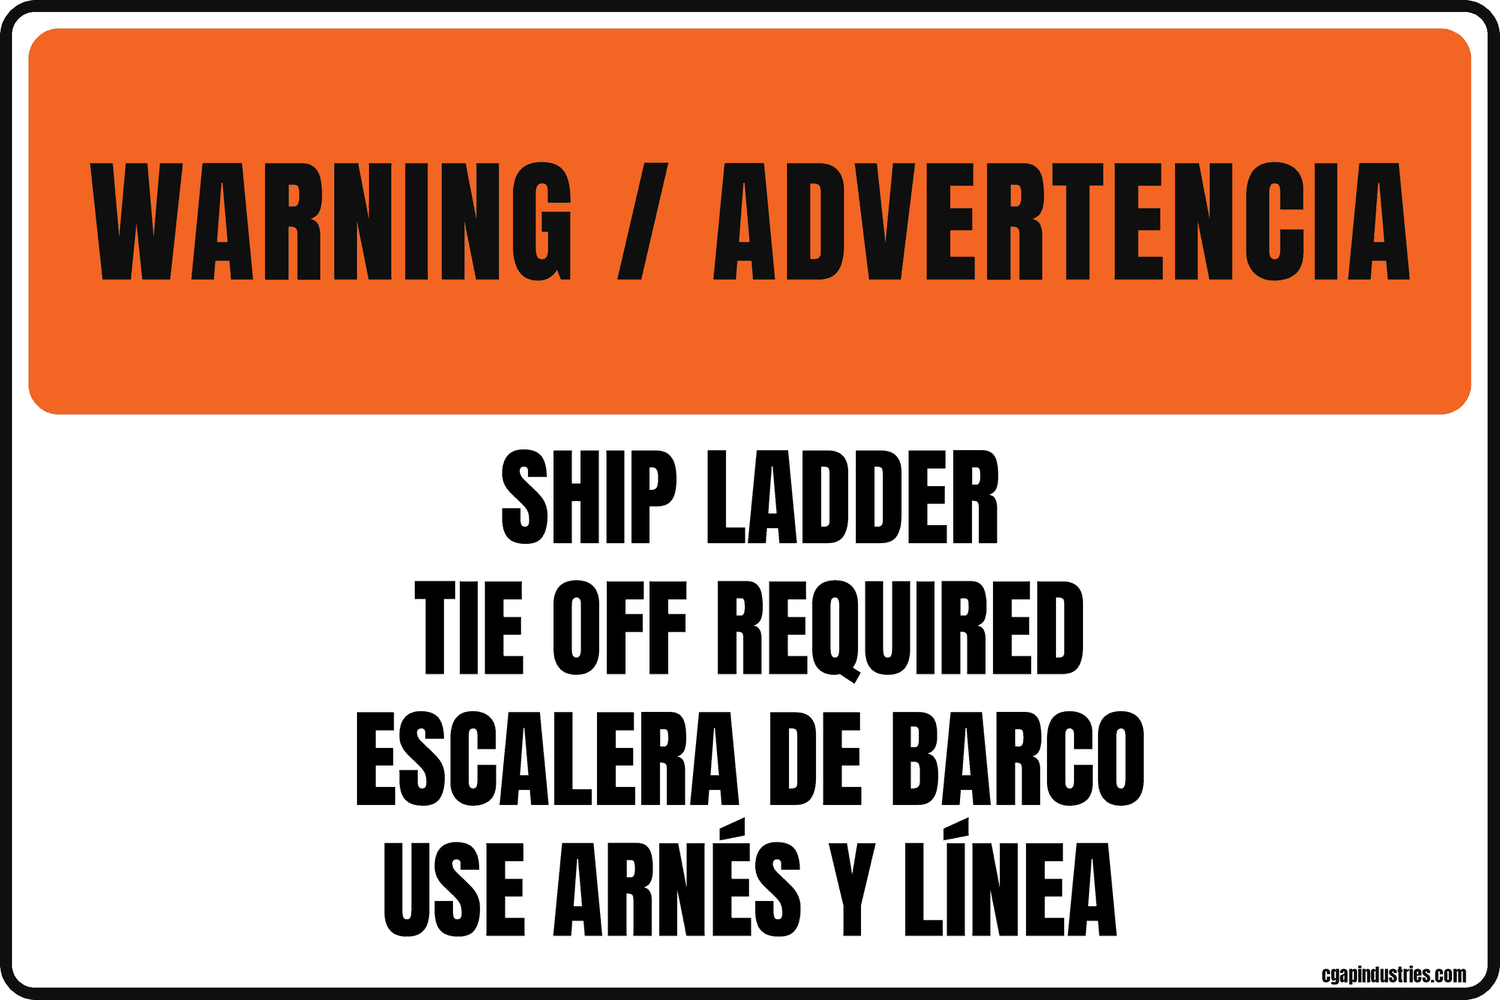 WARNING / ADVERTENCIA
SHIP LADDER
TIE OFF REQUIRED
ESCALERA DE BARCO
USE ARNÉS Y LÍNEA
cgapindustries.com